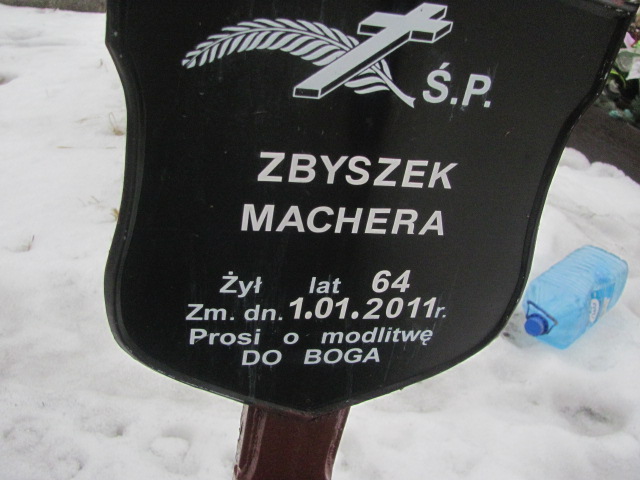 Ś.P.
ZBYSZEK
MACHERA
Żył lat 64
Zm. dn. 1.01.2011r.
Prosi o modlitwę
DO BOGA